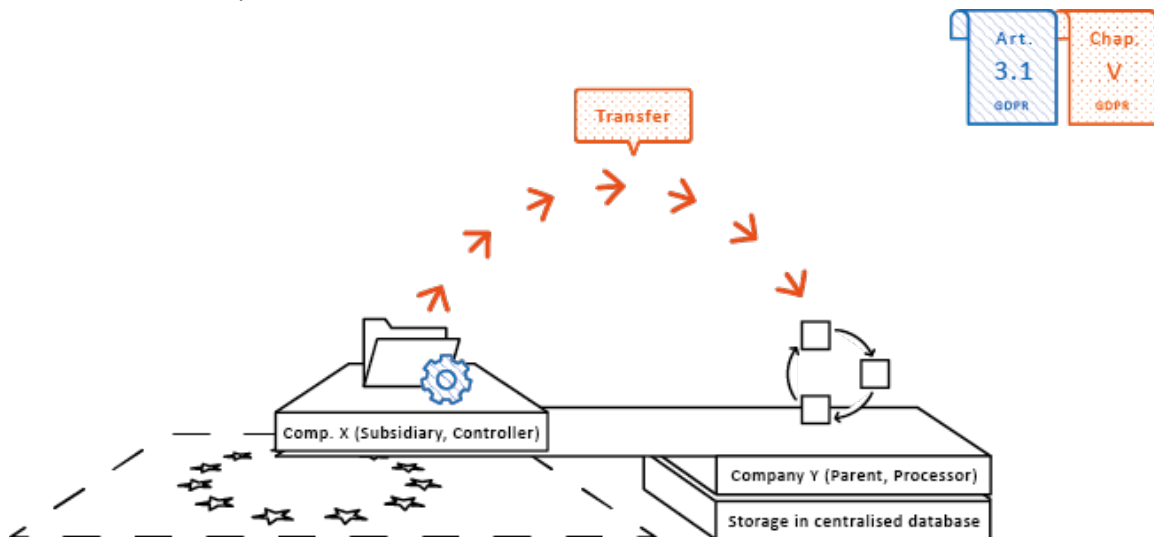 Art.
3.1
GDPR
Chap.
V
GDPR
Transfer
Comp. X (Subsidiary, Controller)
Company Y (Parent, Processor)
Storage in centralised database